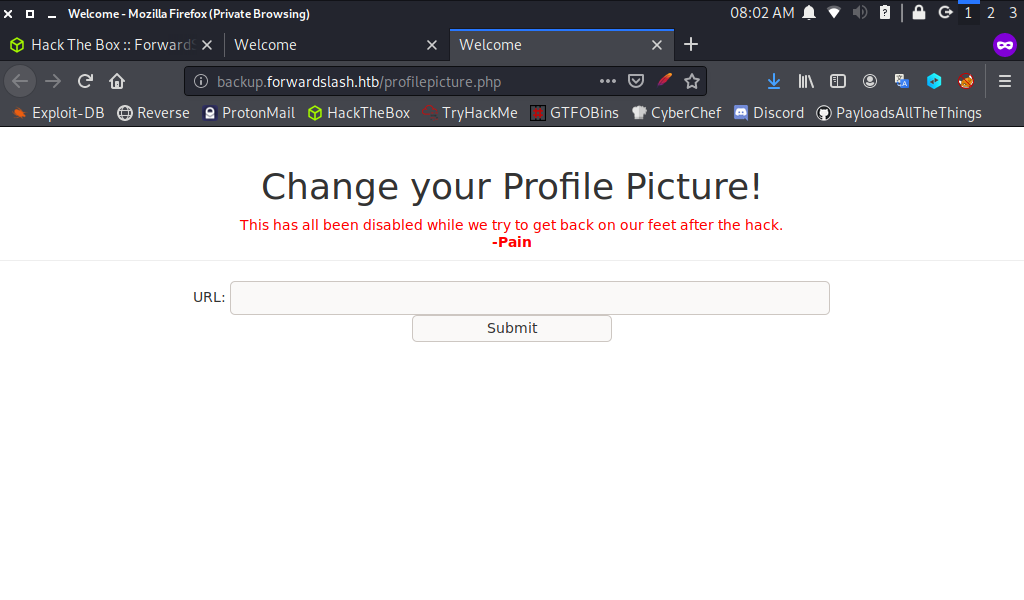 Welcome - Mozilla Firefox (Private Browsing)
08:02 AM
1 2 3
Hack The Box :: Forward
Welcome
Welcome
backup.forwardslash.htb/profilepicture.php
Exploit-DB Reverse ProtonMail HackTheBox TryHackMe GTFOBins CyberChef Discord PayloadsAllTheThings
Change your Profile Picture!
This has all been disabled while we try to get back on our feet after the hack.
-Pain
URL:
Submit